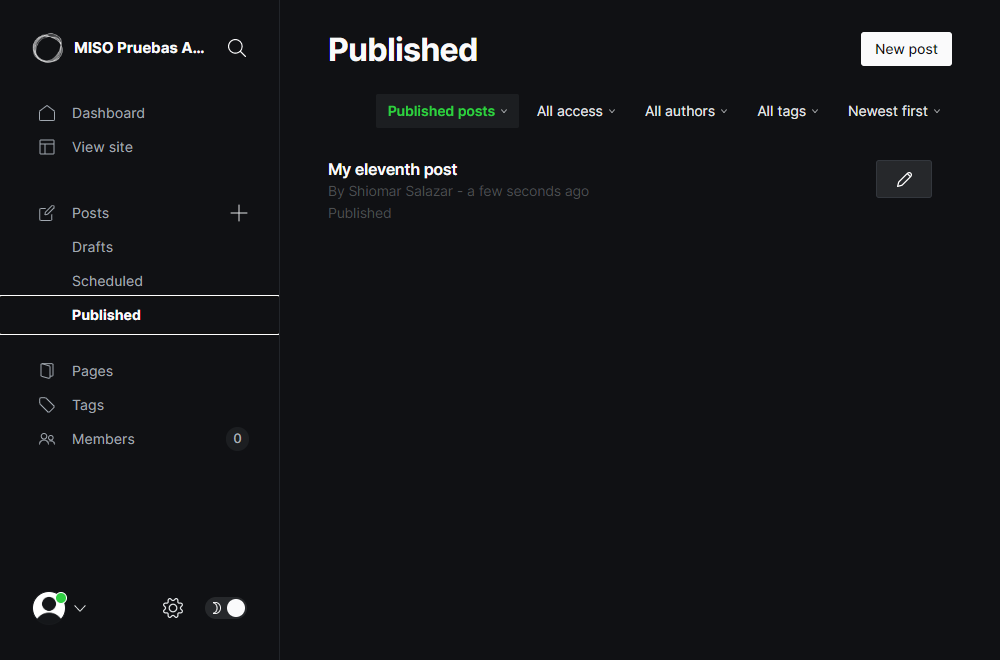 MISO Pruebas A...
Dashboard
View site
Posts
Drafts
Scheduled
Published
Pages
Tags
Members 0
Published
New post
Published posts All access All authors All tags Newest first
My eleventh post
By Shiomar Salazar - a few seconds ago
Published